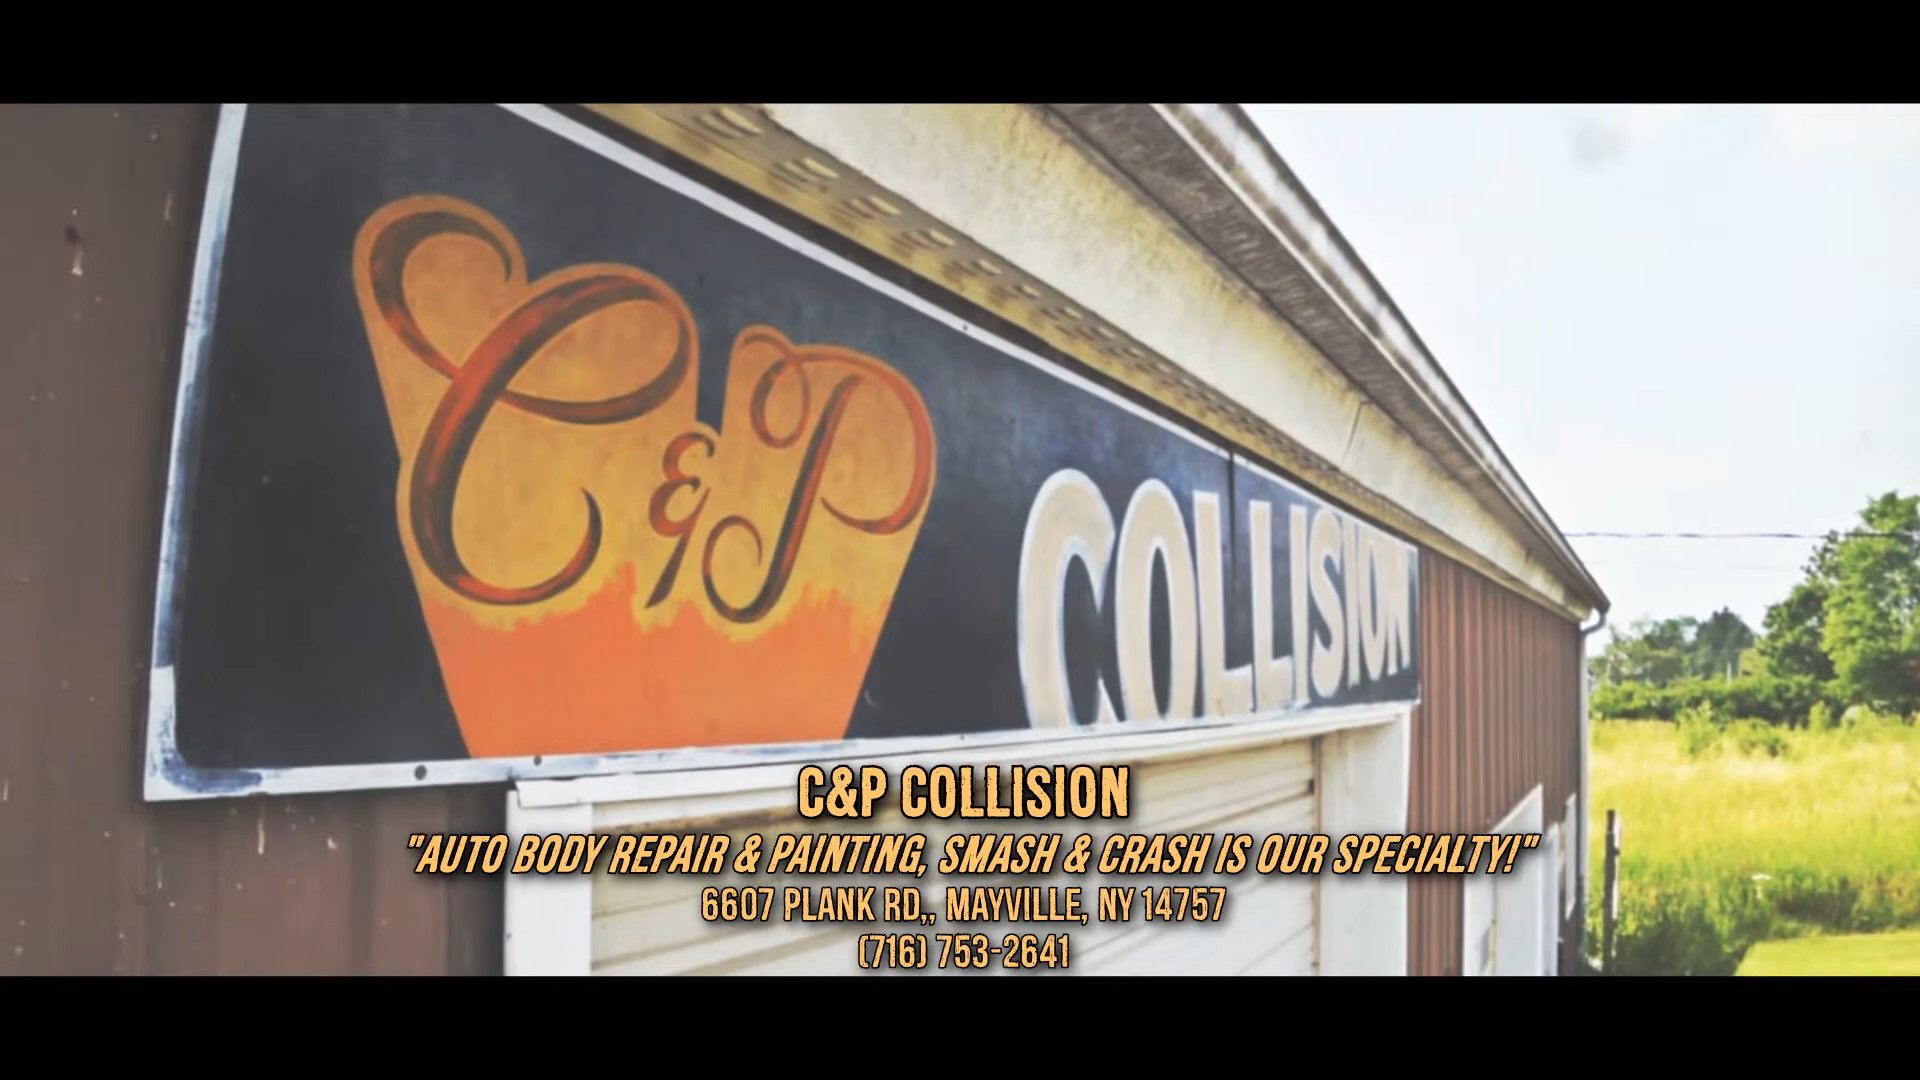 C&P
COLLISION
C&P COLLISION
"AUTO BODY REPAIR & PAINTING, SMASH & CRASH IS OUR SPECIALTY!"
6607 PLANK RD,, MAYVILLE, NY 14757
(716) 753-2641